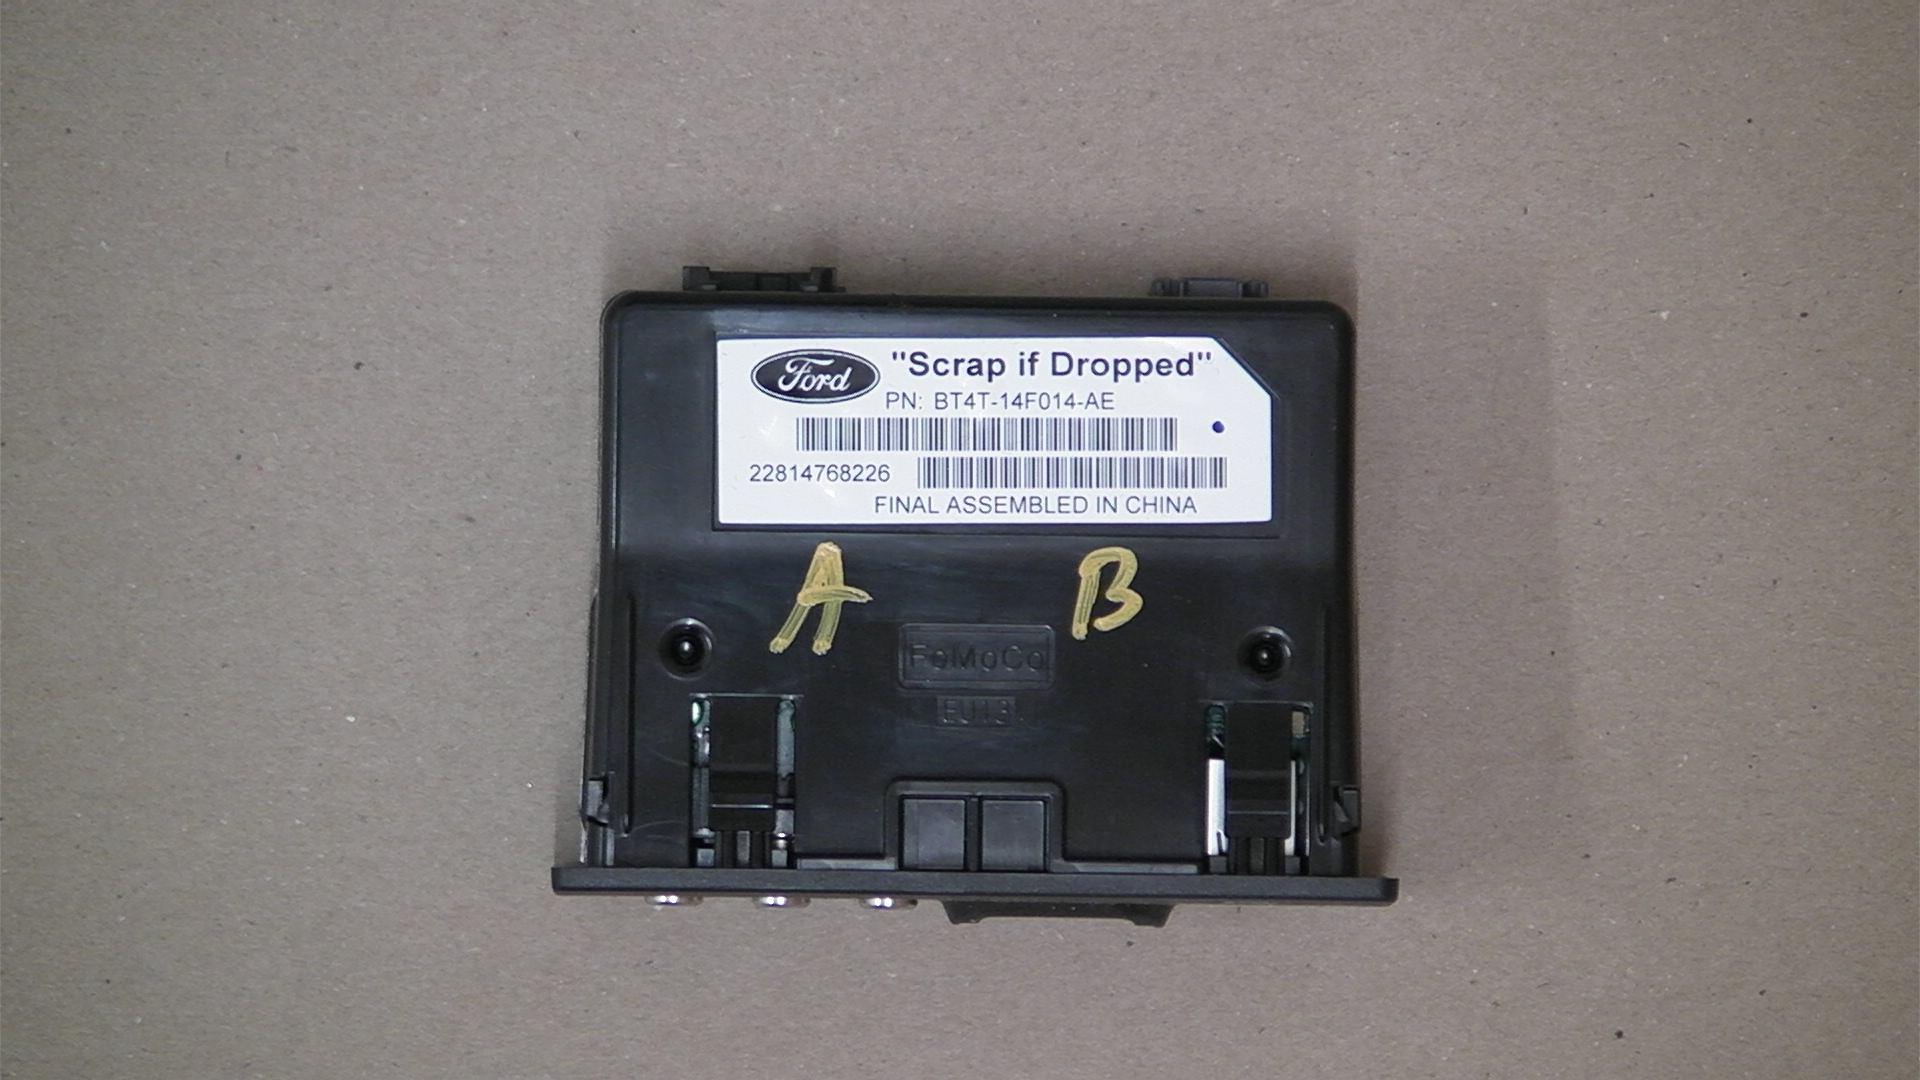 Ford "Scrap if Dropped"
PN: BT4T-14F014-AE
22814768226
FINAL ASSEMBLED IN CHINA
A B
FoMoCo
EU13